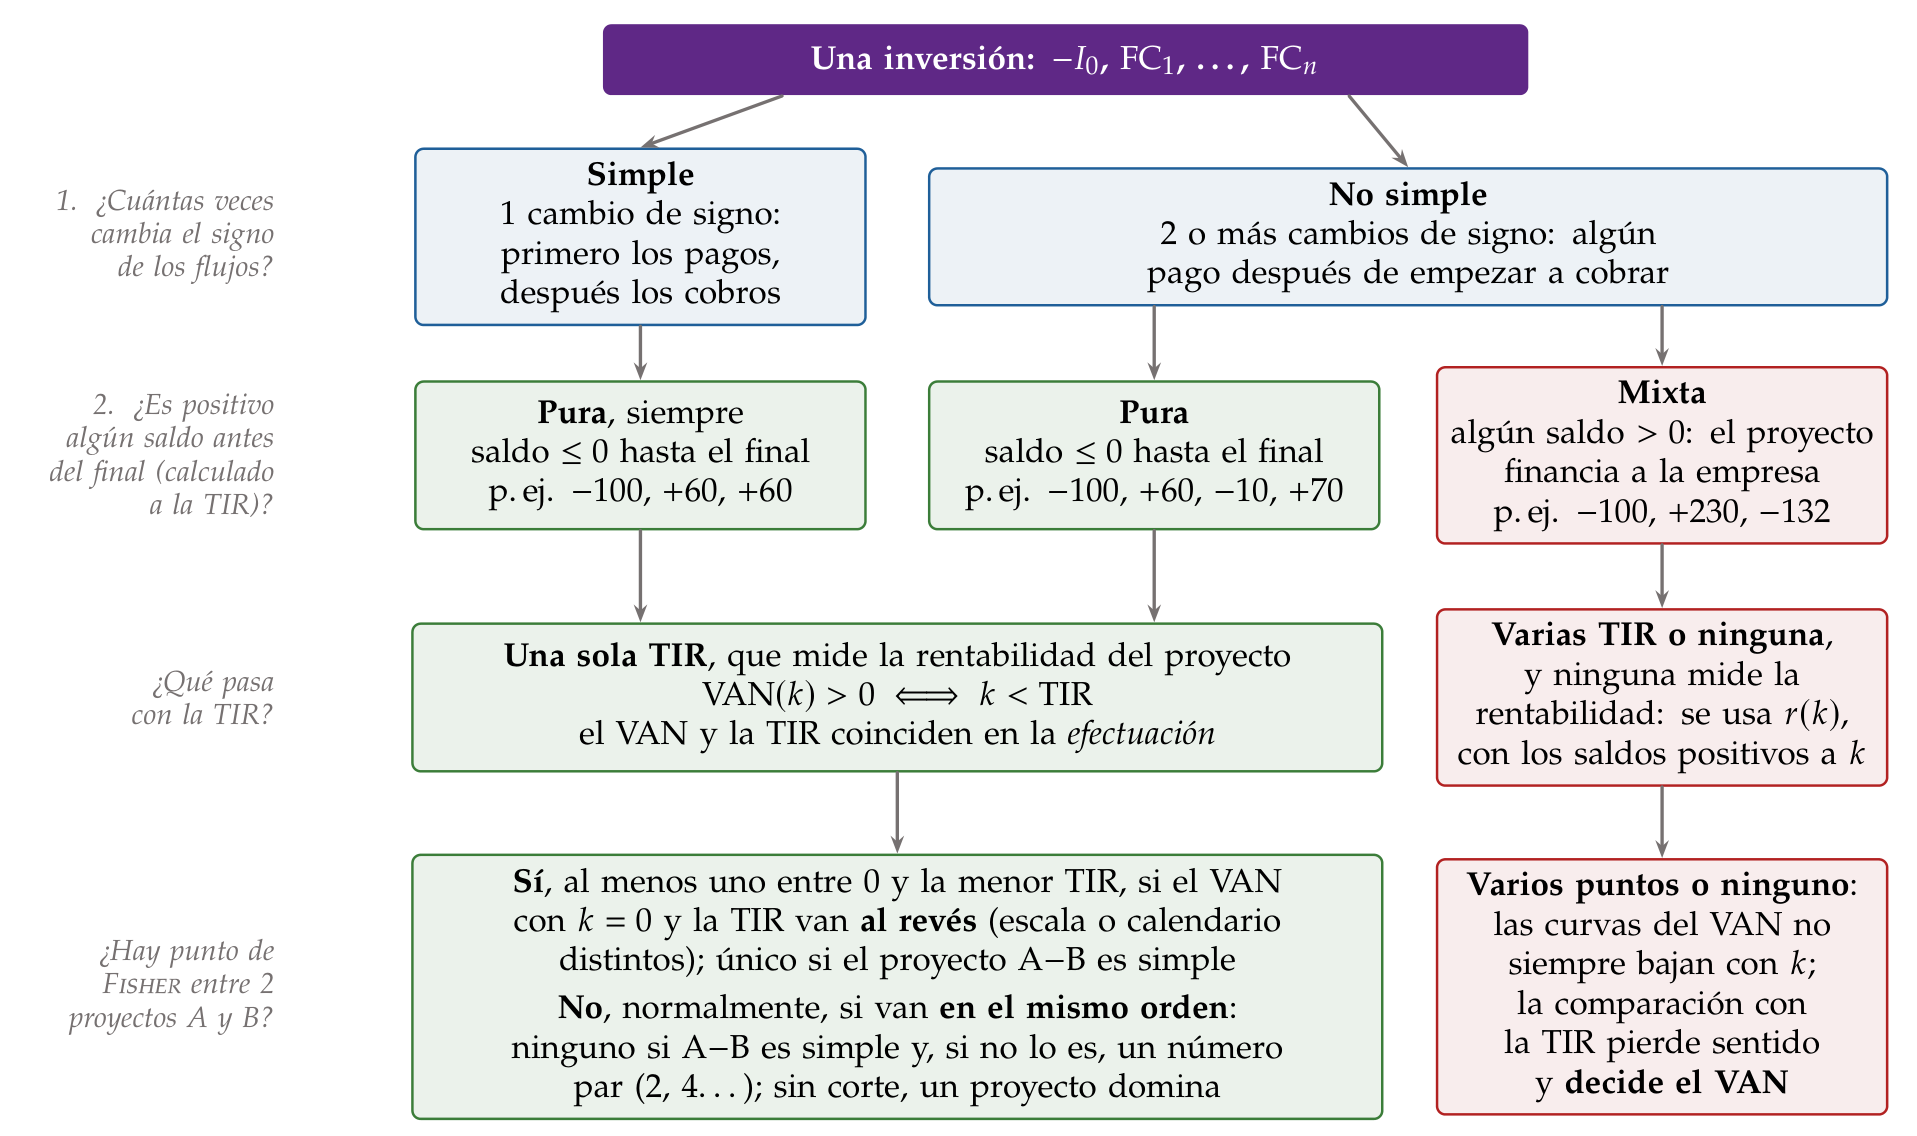 Una inversión: −I₀, FC₁, …, FCₙ
1. ¿Cuántas veces
cambia el signo
de los flujos?
Simple
1 cambio de signo:
primero los pagos,
después los cobros
No simple
2 o más cambios de signo: algún
pago después de empezar a cobrar
2. ¿Es positivo
algún saldo antes
del final (calculado
a la TIR)?
Pura, siempre
saldo ≤ 0 hasta el final
p. ej. −100, +60, +60
Pura
saldo ≤ 0 hasta el final
p. ej. −100, +60, −10, +70
Mixta
algún saldo > 0: el proyecto
financia a la empresa
p. ej. −100, +230, −132
¿Qué pasa
con la TIR?
Una sola TIR, que mide la rentabilidad del proyecto
VAN(k) > 0 ⟺ k < TIR
el VAN y la TIR coinciden en la efectuación
Varias TIR o ninguna,
y ninguna mide la
rentabilidad: se usa r(k),
con los saldos positivos a k
¿Hay punto de
FISHER entre 2
proyectos A y B?
Sí, al menos uno entre 0 y la menor TIR, si el VAN
con k = 0 y la TIR van al revés (escala o calendario
distintos); único si el proyecto A−B es simple
No, normalmente, si van en el mismo orden:
ninguno si A−B es simple y, si no lo es, un número
par (2, 4…); sin corte, un proyecto domina
Varios puntos o ninguno:
las curvas del VAN no
siempre bajan con k;
la comparación con
la TIR pierde sentido
y decide el VAN